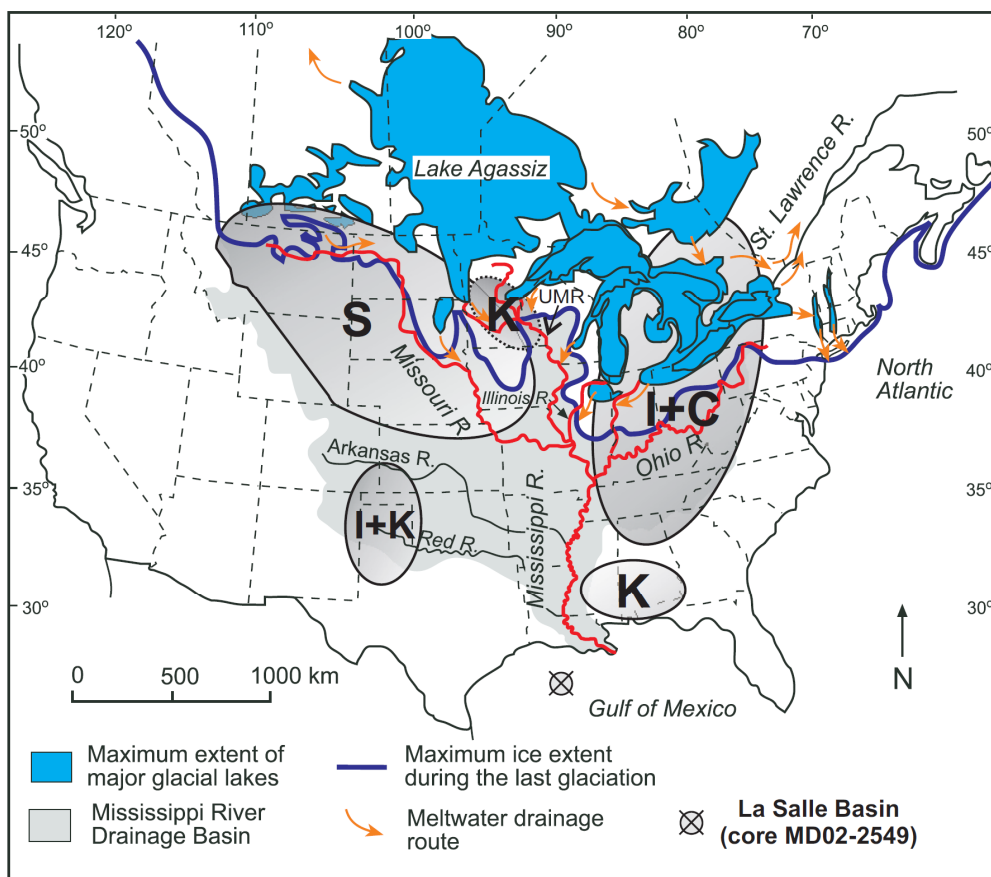 120º 110º 100º 90º 80º 70º
50º 50º
Lake Agassiz
St. Lawrence R.
45º 45º
S K UMR
40º 40º
Missouri R.
North
Atlantic
Illinois R.
I+C
Ohio R.
Arkansas R.
35º 35º
Mississippi R.
I+K
Red R.
K
30º 30º
0 500 1000 km
N
Gulf of Mexico
Maximum extent of
major glacial lakes
Maximum ice extent
during the last glaciation
Mississippi River
Drainage Basin
Meltwater drainage
route
La Salle Basin
(core MD02-2549)